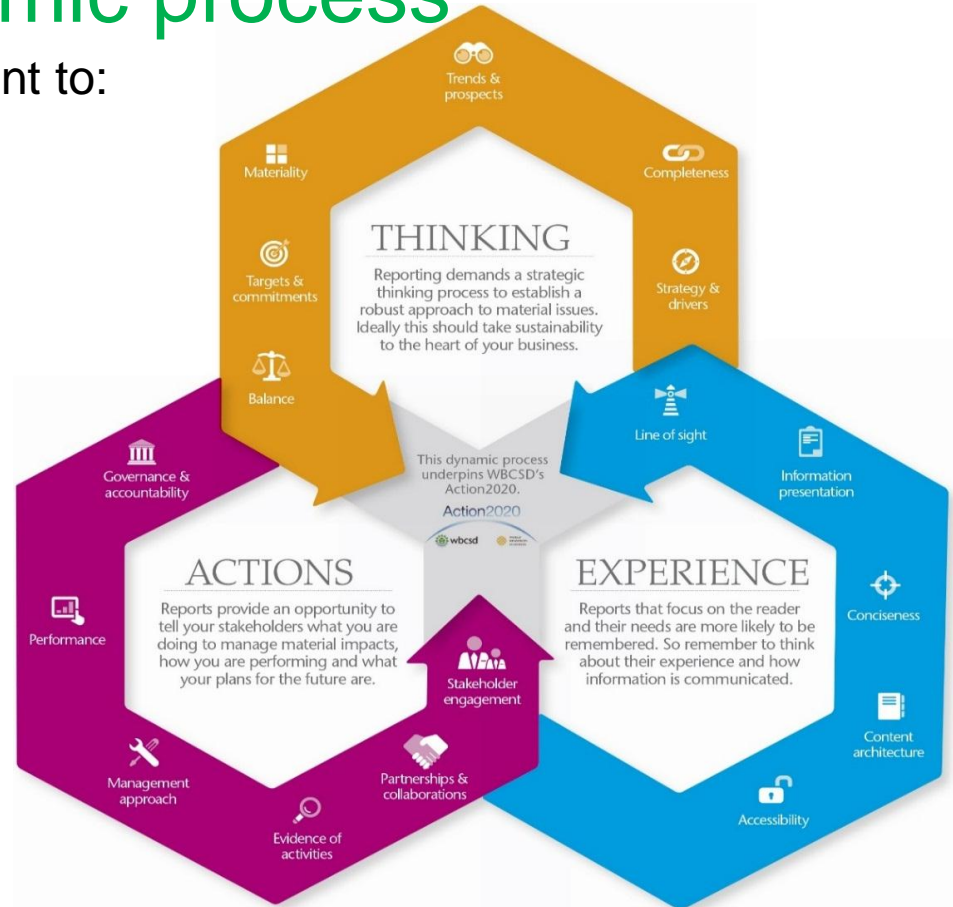 mic process
nt to:
Trends &
prospects
Materiality
Completeness
Targets &
commitments
Strategy &
drivers
Balance
THINKING
Reporting demands a strategic
thinking process to establish a
robust approach to material issues.
Ideally this should take sustainability
to the heart of your business.
Line of sight
Information
presentation
Conciseness
Content
architecture
Accessibility
This dynamic process
underpins WBCSD's
Action2020.
Action2020
wbcsd
Governance &
accountability
Performance
Management
approach
Evidence of
activities
Partnerships &
collaborations
Stakeholder
engagement
ACTIONS
Reports provide an opportunity to
tell your stakeholders what you are
doing to manage material impacts,
how you are performing and what
your plans for the future are.
EXPERIENCE
Reports that focus on the reader
and their needs are more likely to be
remembered. So remember to think
about their experience and how
information is communicated.